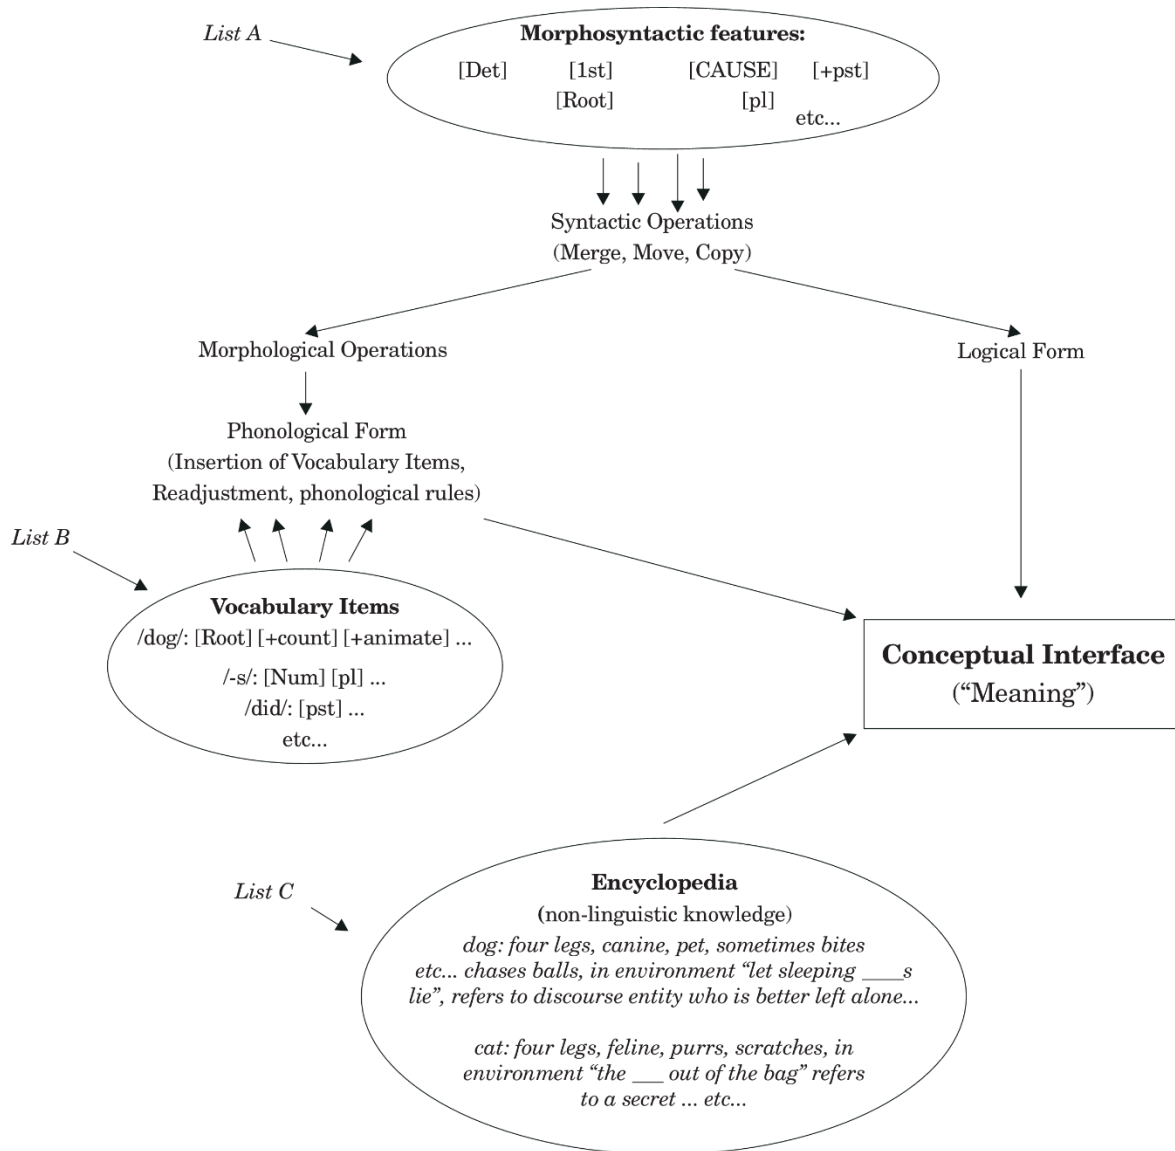 List A
Morphosyntactic features:
[Det] [1st] [CAUSE] [+pst]
[Root] [pl]
etc...
Syntactic Operations
(Merge, Move, Copy)
Morphological Operations
Logical Form
Phonological Form
(Insertion of Vocabulary Items,
Readjustment, phonological rules)
List B
Vocabulary Items
/dog/: [Root] [+count] [+animate] ...
/-s/: [Num] [pl] ...
/did/: [pst] ...
etc...
Conceptual Interface
(“Meaning”)
List C
Encyclopedia
(non-linguistic knowledge)
dog: four legs, canine, pet, sometimes bites
etc... chases balls, in environment “let sleeping ____s
lie”, refers to discourse entity who is better left alone...
cat: four legs, feline, purrs, scratches, in
environment “the ___ out of the bag” refers
to a secret ... etc...